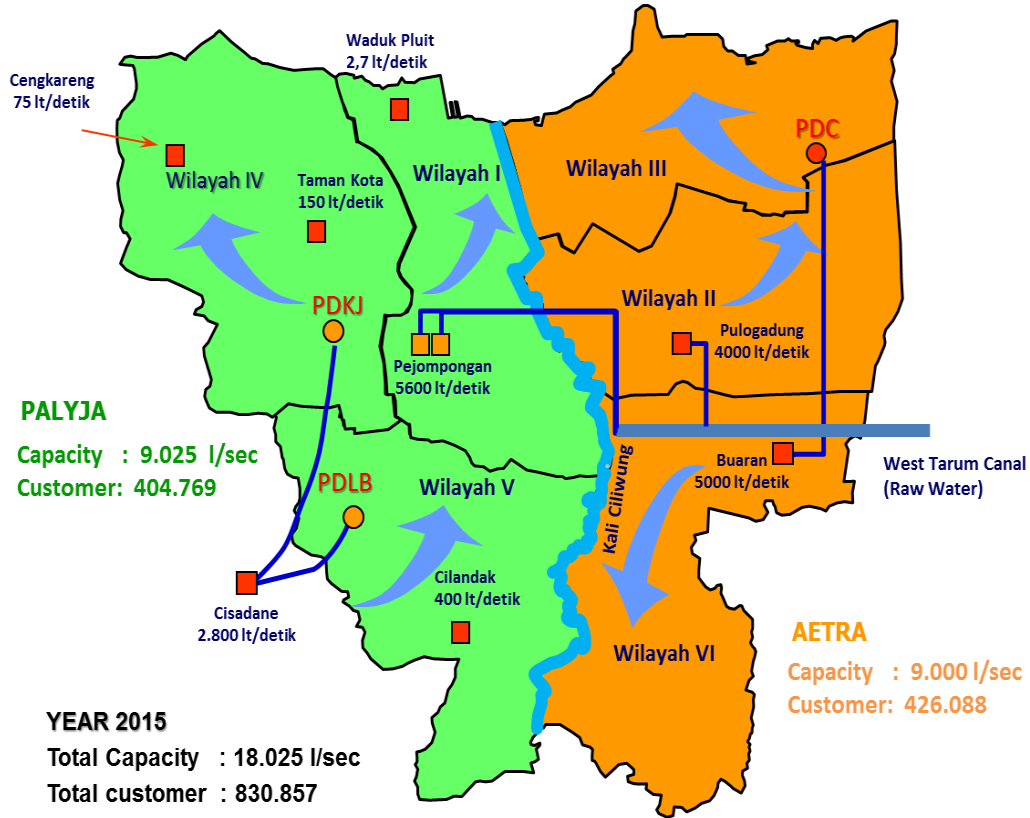 Waduk Pluit
2,7 lt/detik
Cengkareng
75 lt/detik
PDC
Wilayah III
Wilayah I
Wilayah IV
Taman Kota
150 lt/detik
Wilayah II
PDKJ
Pulogadung
4000 lt/detik
Pejompongan
5600 lt/detik
PALYJA
Capacity : 9.025 l/sec
Customer: 404.769
PDLB
Wilayah V
Kali Ciliwung
Buaran
5000 lt/detik
West Tarum Canal
(Raw Water)
Cilandak
400 lt/detik
Cisadane
2.800 lt/detik
Wilayah VI
AETRA
Capacity : 9.000 l/sec
Customer: 426.088
YEAR 2015
Total Capacity : 18.025 l/sec
Total customer : 830.857